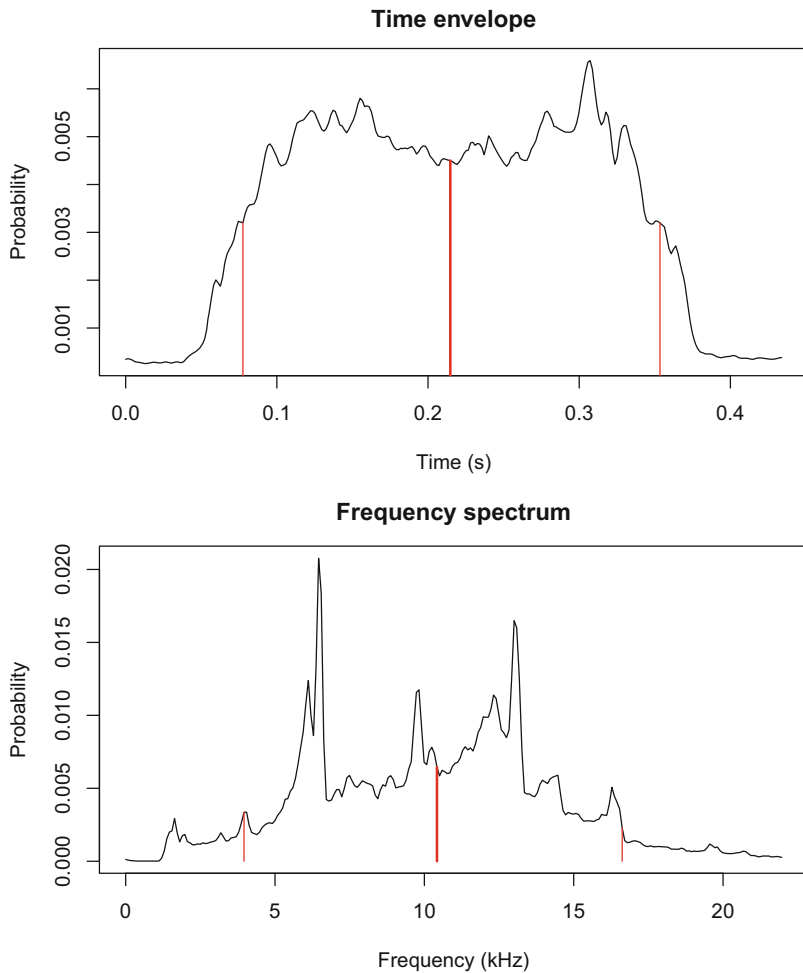 Time envelope
Probability
0.005
0.003
0.001
0.0 0.1 0.2 0.3 0.4
Time (s)
Frequency spectrum
Probability
0.020
0.015
0.010
0.005
0.000
0 5 10 15 20
Frequency (kHz)